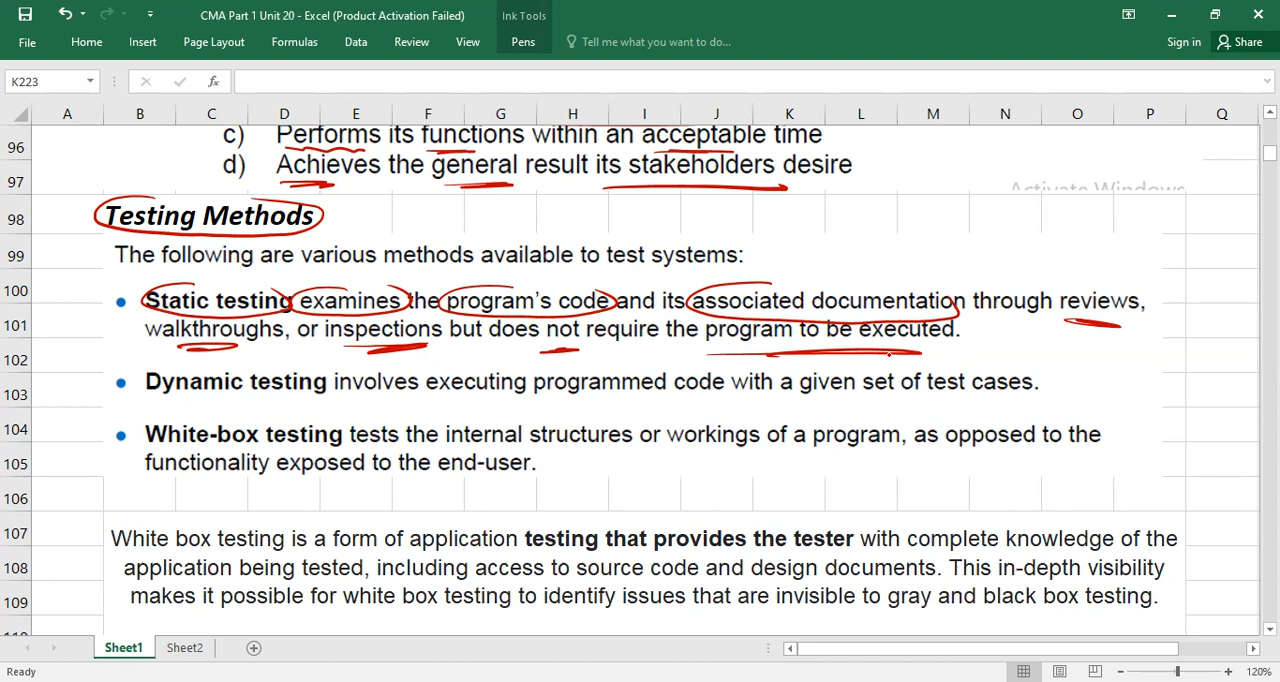 CMA Part 1 Unit 20 - Excel (Product Activation Failed)
Ink Tools
File
Home
Insert
Page Layout
Formulas
Data
Review
View
Pens
Tell me what you want to do...
Sign in
Share
K223
fx
A B C D E F G H I J K L M N O P Q
96
c) Performs its functions within an acceptable time
97
d) Achieves the general result its stakeholders desire
Activate Windows
98
Testing Methods
99
The following are various methods available to test systems:
100
• Static testing examines the program's code and its associated documentation through reviews,
101
walkthroughs, or inspections but does not require the program to be executed.
102
103
• Dynamic testing involves executing programmed code with a given set of test cases.
104
• White-box testing tests the internal structures or workings of a program, as opposed to the
105
functionality exposed to the end-user.
106
107
White box testing is a form of application testing that provides the tester with complete knowledge of the
108
application being tested, including access to source code and design documents. This in-depth visibility
109
makes it possible for white box testing to identify issues that are invisible to gray and black box testing.
Sheet1
Sheet2
Ready
120%